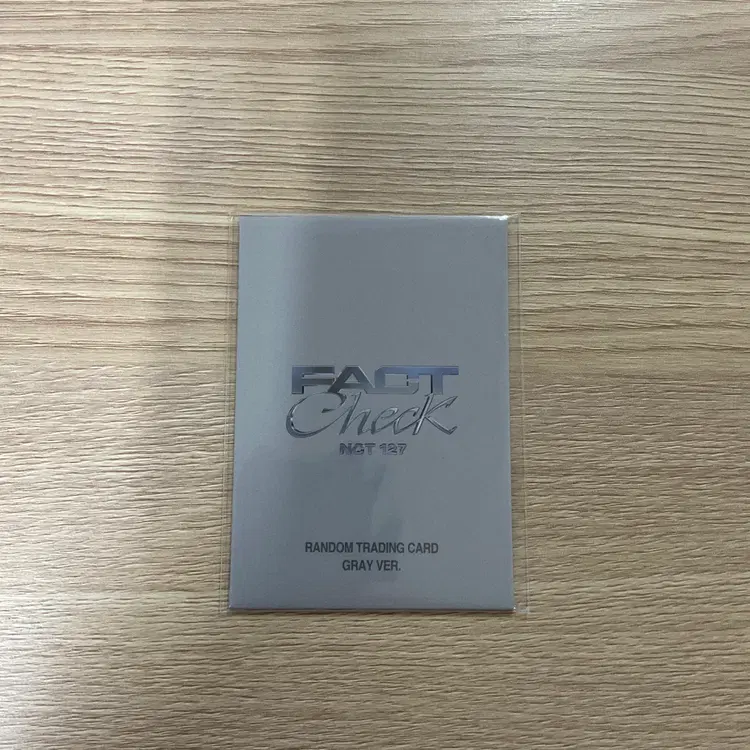 FACT
Check
NCT 127
RANDOM TRADING CARD
GRAY VER.